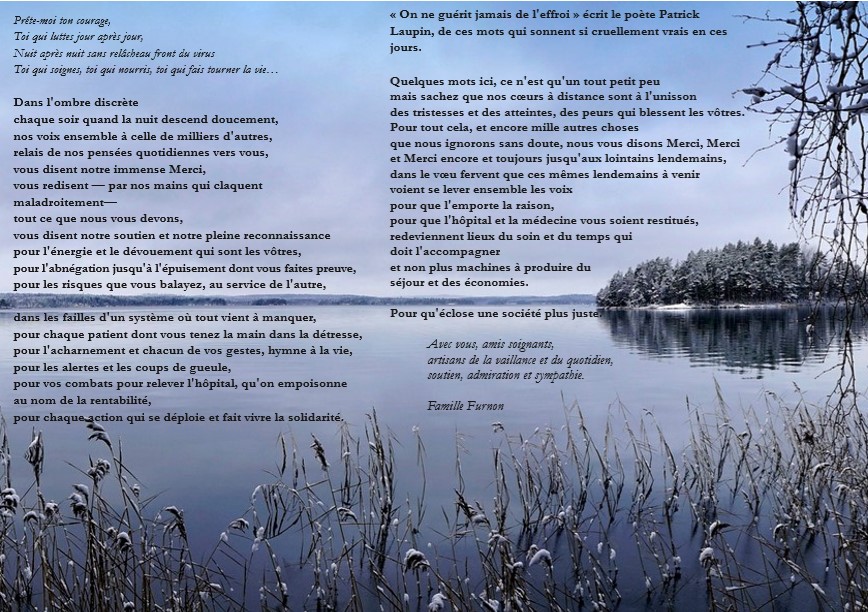 Prête-moi ton courage,
Toi qui luttes jour après jour,
Nuit après nuit sans relâcheau front du virus
Toi qui soignes, toi qui nourris, toi qui fais tourner la vie…
Dans l'ombre discrète
chaque soir quand la nuit descend doucement,
nos voix ensemble à celle de milliers d'autres,
relais de nos pensées quotidiennes vers vous,
vous disent notre immense Merci,
vous redisent — par nos mains qui claquent
maladroitement—
tout ce que nous vous devons,
vous disent notre soutien et notre pleine reconnaissance
pour l'énergie et le dévouement qui sont les vôtres,
pour l'abnégation jusqu'à l'épuisement dont vous faites preuve,
pour les risques que vous balayez, au service de l'autre,
dans les failles d'un système où tout vient à manquer,
pour chaque patient dont vous tenez la main dans la détresse,
pour l'acharnement et chacun de vos gestes, hymne à la vie,
pour les alertes et les coups de gueule,
pour vos combats pour relever l'hôpital, qu'on empoisonne
au nom de la rentabilité,
pour chaque action qui se déploie et fait vivre la solidarité.
« On ne guérit jamais de l'effroi » écrit le poète Patrick
Laupin, de ces mots qui sonnent si cruellement vrais en ces
jours.
Quelques mots ici, ce n'est qu'un tout petit peu
mais sachez que nos cœurs à distance sont à l'unisson
des tristesses et des atteintes, des peurs qui blessent les vôtres.
Pour tout cela, et encore mille autres choses
que nous ignorons sans doute, nous vous disons Merci, Merci
et Merci encore et toujours jusqu'aux lointains lendemains,
dans le vœu fervent que ces mêmes lendemains à venir
voient se lever ensemble les voix
pour que l'emporte la raison,
pour que l'hôpital et la médecine vous soient restitués,
redeviennent lieux du soin et du temps qui
doit l'accompagner
et non plus machines à produire du
séjour et des économies.
Pour qu'éclose une société plus juste.
Avec vous, amis soignants,
artisans de la vaillance et du quotidien,
soutien, admiration et sympathie.
Famille Furnon